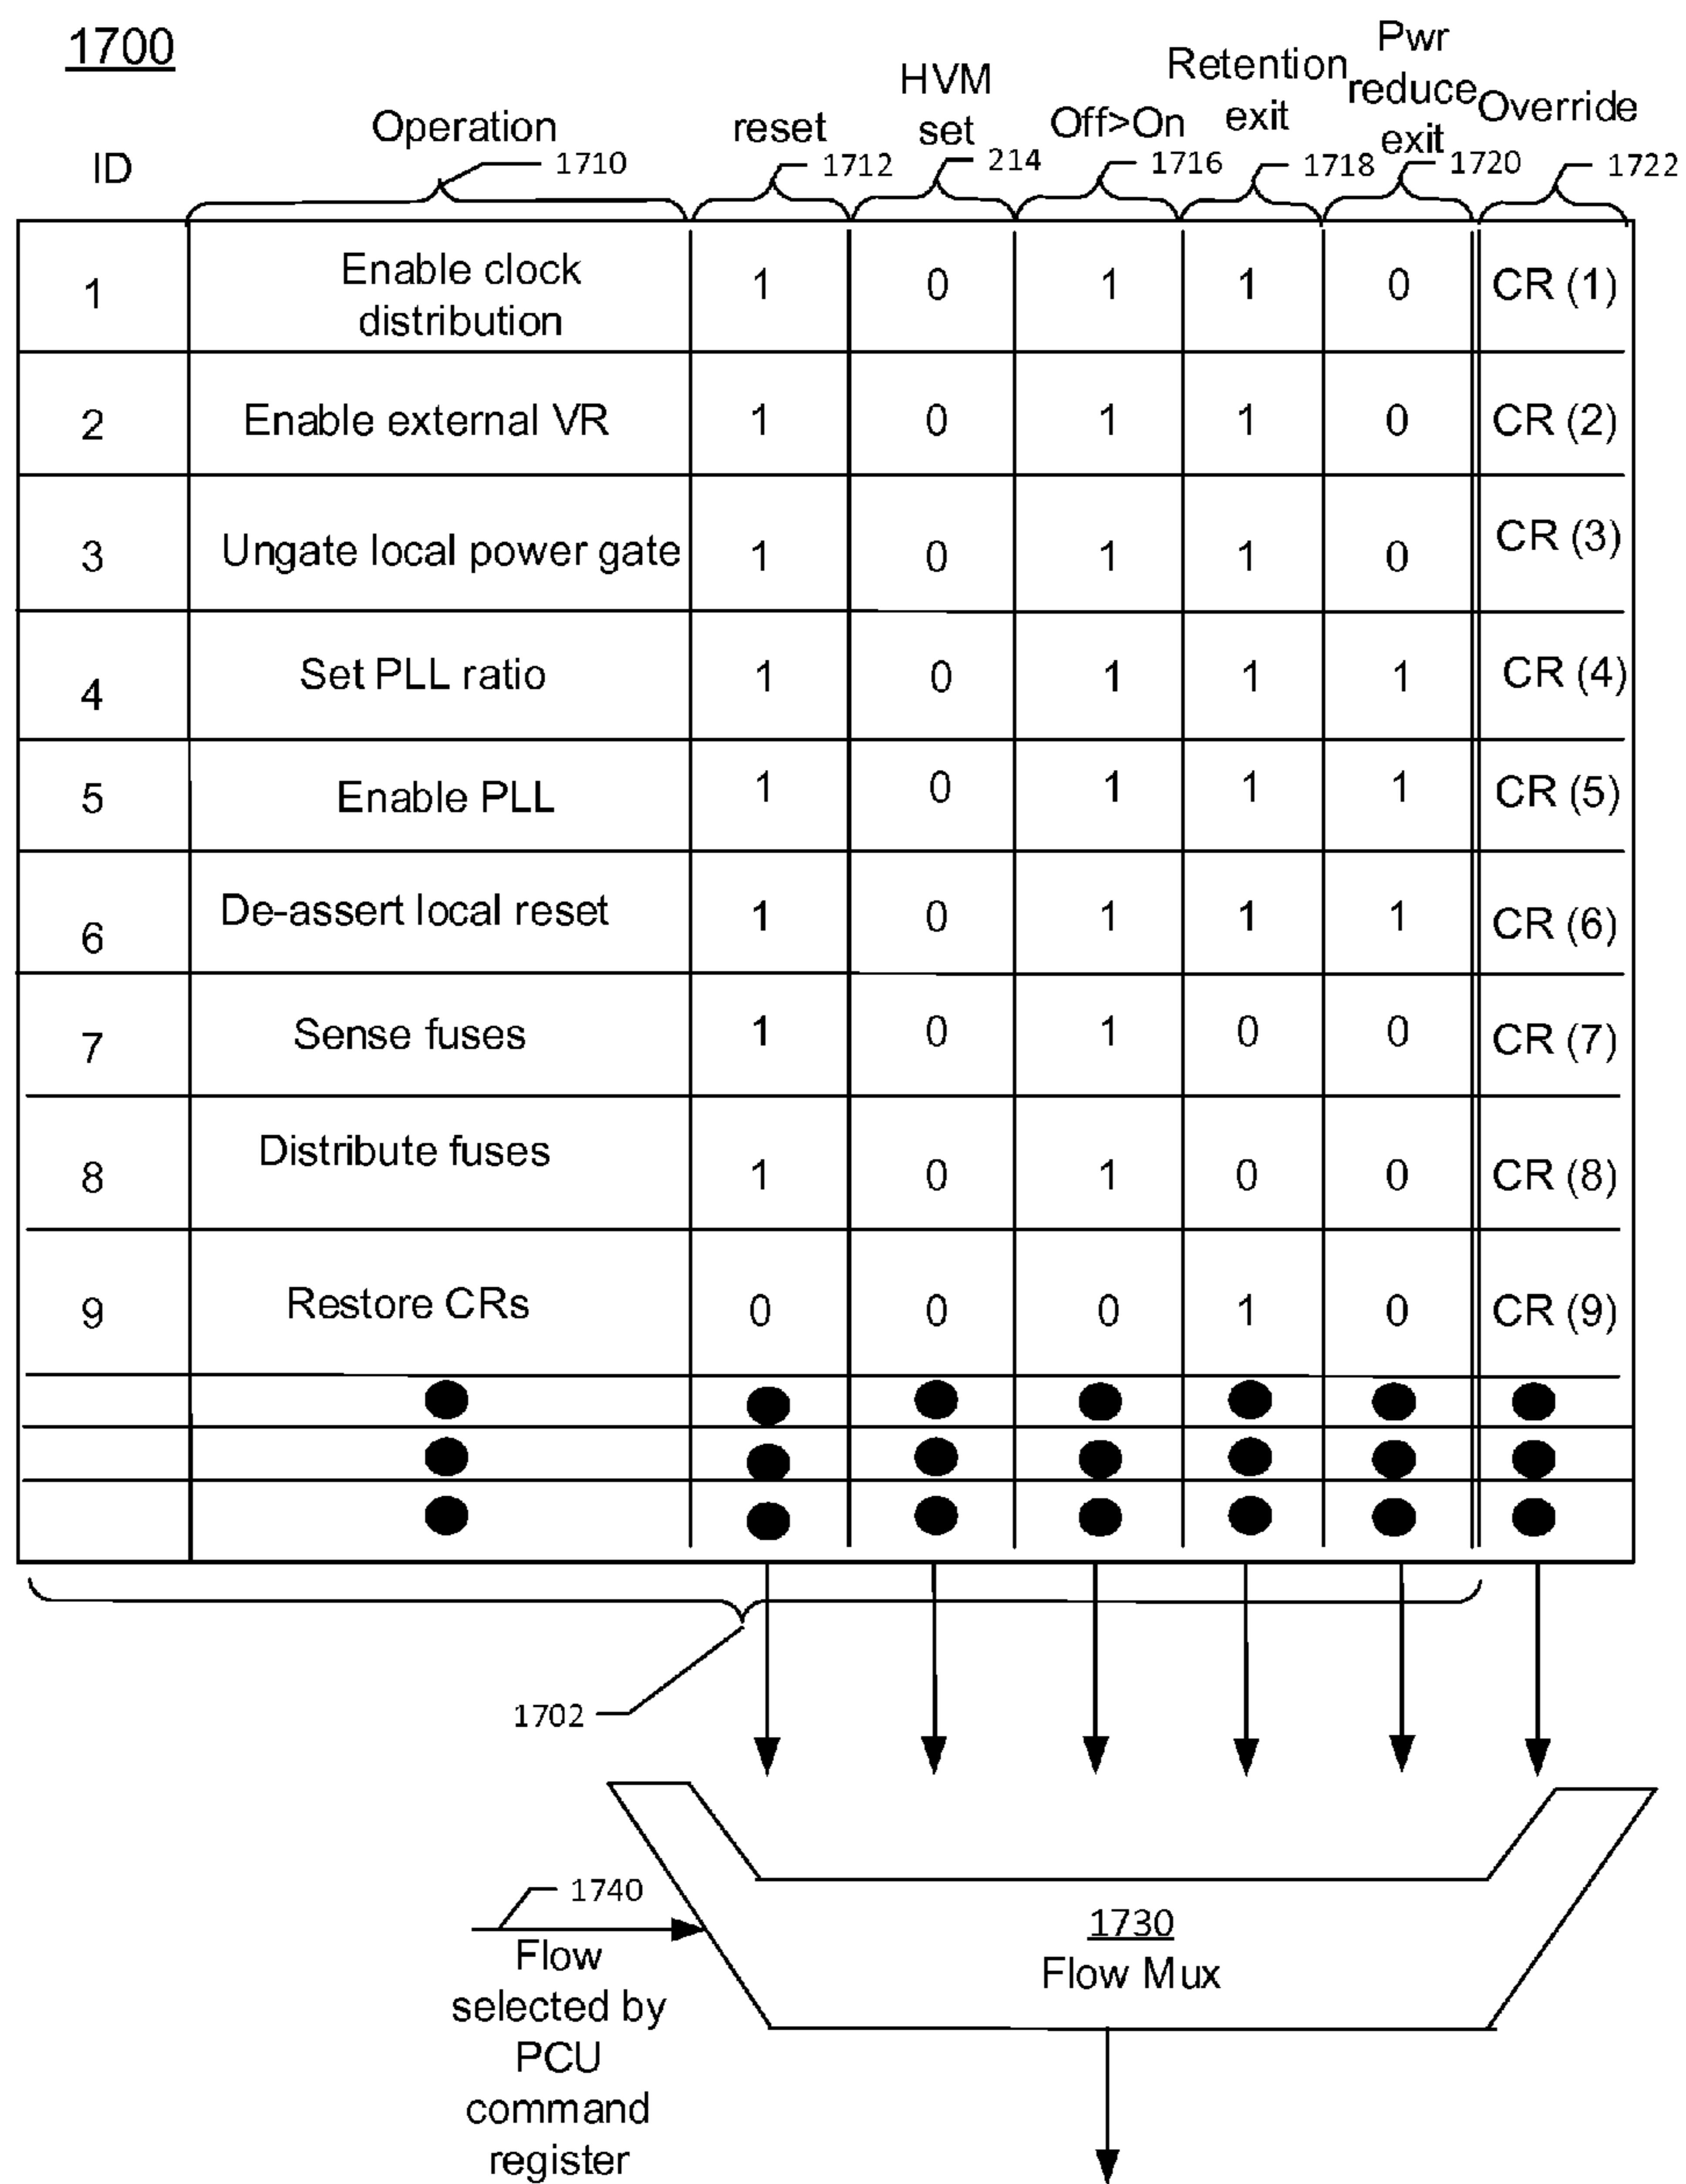 1700
ID
Operation
1710
reset
1712
HVM
set
214
Off>On
1716
Retention
exit
1718
Pwr
reduce
exit
1720
Override
1722
1 Enable clock distribution 1 0 1 1 0 CR (1)
2 Enable external VR 1 0 1 1 0 CR (2)
3 Ungate local power gate 1 0 1 1 0 CR (3)
4 Set PLL ratio 1 0 1 1 1 CR (4)
5 Enable PLL 1 0 1 1 1 CR (5)
6 De-assert local reset 1 0 1 1 1 CR (6)
7 Sense fuses 1 0 1 0 0 CR (7)
8 Distribute fuses 1 0 1 0 0 CR (8)
9 Restore CRs 0 0 0 1 0 CR (9)
1702
1740
Flow
selected by
PCU
command
register
1730
Flow Mux